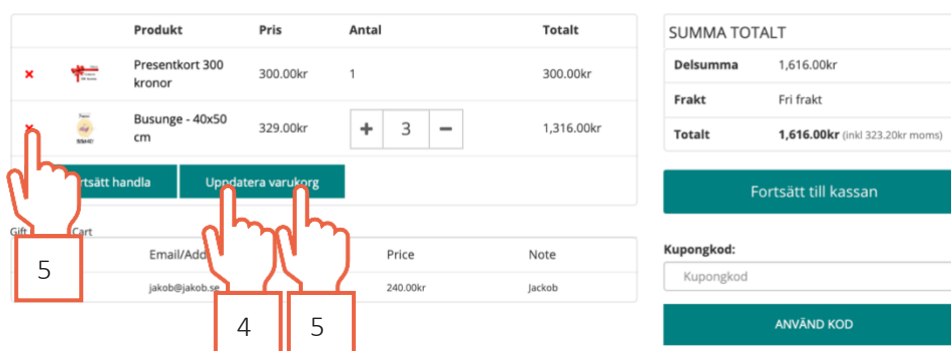 Produkt Pris Antal Totalt
Presentkort 300 kronor 300.00kr 1 300.00kr
Busunge - 40x50 cm 329.00kr + 3 − 1,316.00kr
rtsätt handla Uppdatera varukorg
Gift Cart
Email/Add Price Note
jakob@jakob.se 240.00kr Jackob
5
4
5
SUMMA TOTALT
Delsumma 1,616.00kr
Frakt Fri frakt
Totalt 1,616.00kr (inkl 323.20kr moms)
Fortsätt till kassan
Kupongkod:
Kupongkod
ANVÄND KOD